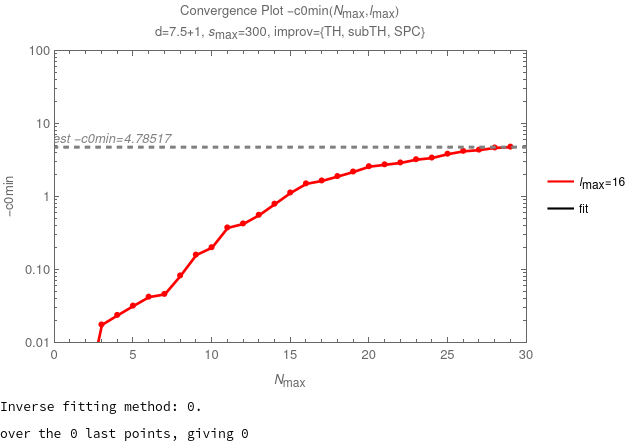 Convergence Plot −c0min(Nmax,lmax)
d=7.5+1, smax=300, improv={TH, subTH, SPC}
100
10
1
0.10
0.01
−c0min
est −c0min=4.78517
0 5 10 15 20 25 30
Nmax
lmax=16
fit
Inverse fitting method: 0.
over the 0 last points, giving 0